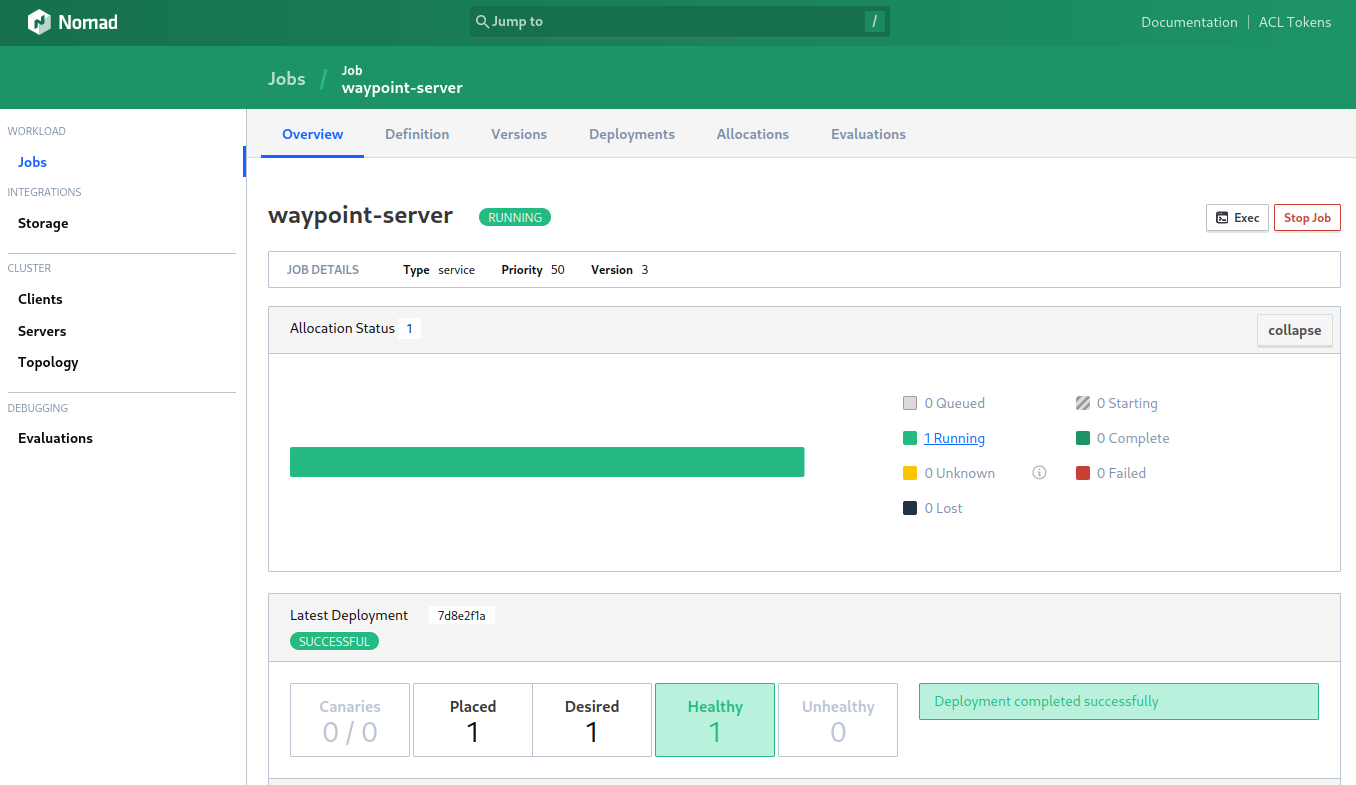 Nomad
Jump to /
Documentation | ACL Tokens
Jobs / Job
waypoint-server
WORKLOAD
Jobs
INTEGRATIONS
Storage
CLUSTER
Clients
Servers
Topology
DEBUGGING
Evaluations
Overview Definition Versions Deployments Allocations Evaluations
waypoint-server RUNNING
Exec Stop Job
JOB DETAILS Type service Priority 50 Version 3
Allocation Status 1
collapse
0 Queued 0 Starting
1 Running 0 Complete
0 Unknown 0 Failed
0 Lost
Latest Deployment 7d8e2f1a
SUCCESSFUL
Canaries Placed Desired Healthy Unhealthy
0 / 0 1 1 1 0
Deployment completed successfully